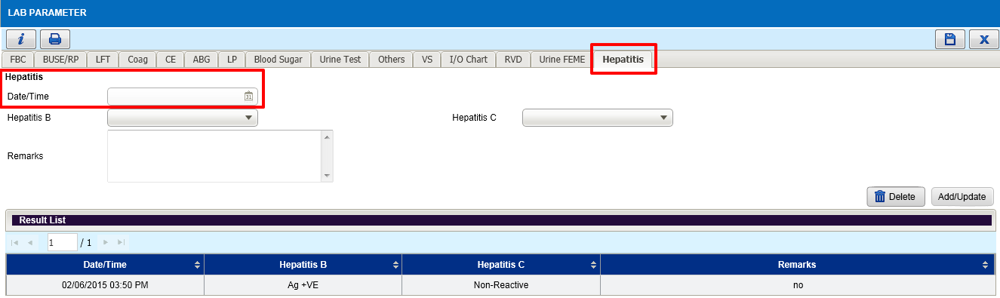 LAB PARAMETER
i
X
FBC BUSE/RP LFT Coag CE ABG LP Blood Sugar Urine Test Others VS I/O Chart RVD Urine FEME Hepatitis
Hepatitis
Date/Time 31
Hepatitis B Hepatitis C
Remarks
Delete Add/Update
Result List
1 / 1
Date/Time Hepatitis B Hepatitis C Remarks
02/06/2015 03:50 PM Ag +VE Non-Reactive no